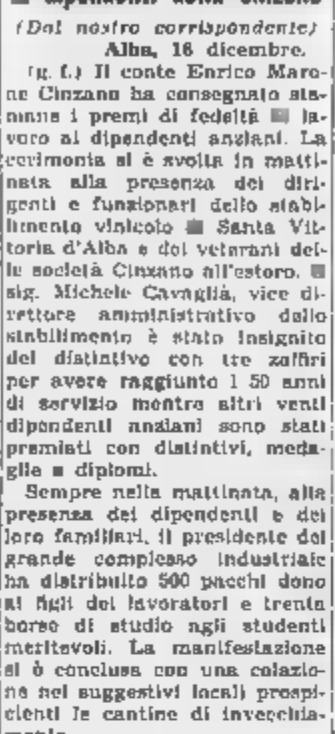 dipendenti della Cinzano
(Dal nostro corrispondente)
Alba, 16 dicembre.
(g. f.) Il conte Enrico Maro-
ne Cinzano ha consegnato sta-
mane i premi di fedeltà la-
voro ai dipendenti anziani. La
cerimonia si è svolta in matti-
nata alla presenza dei diri-
genti e funzionari dello stabi-
limento vinicolo Santa Vit-
toria d'Alba e dei veterani del-
le società Cinzano all'estero.
sig. Michele Cavaglià, vice di-
rettore amministrativo dello
stabilimento è stato insignito
del distintivo con tre zaffiri
per avere raggiunto i 50 anni
di servizio mentre altri venti
dipendenti anziani sono stati
premiati con distintivi, meda-
glie diplomi.
Sempre nella mattinata, alla
presenza dei dipendenti e dei
loro familiari, il presidente del
grande complesso industriale
ha distribuito 500 pacchi dono
ai figli dei lavoratori e trenta
borse di studio agli studenti
meritevoli. La manifestazione
si è conclusa con una colazio-
ne nei suggestivi locali prospi-
cienti le cantine di invecchia-